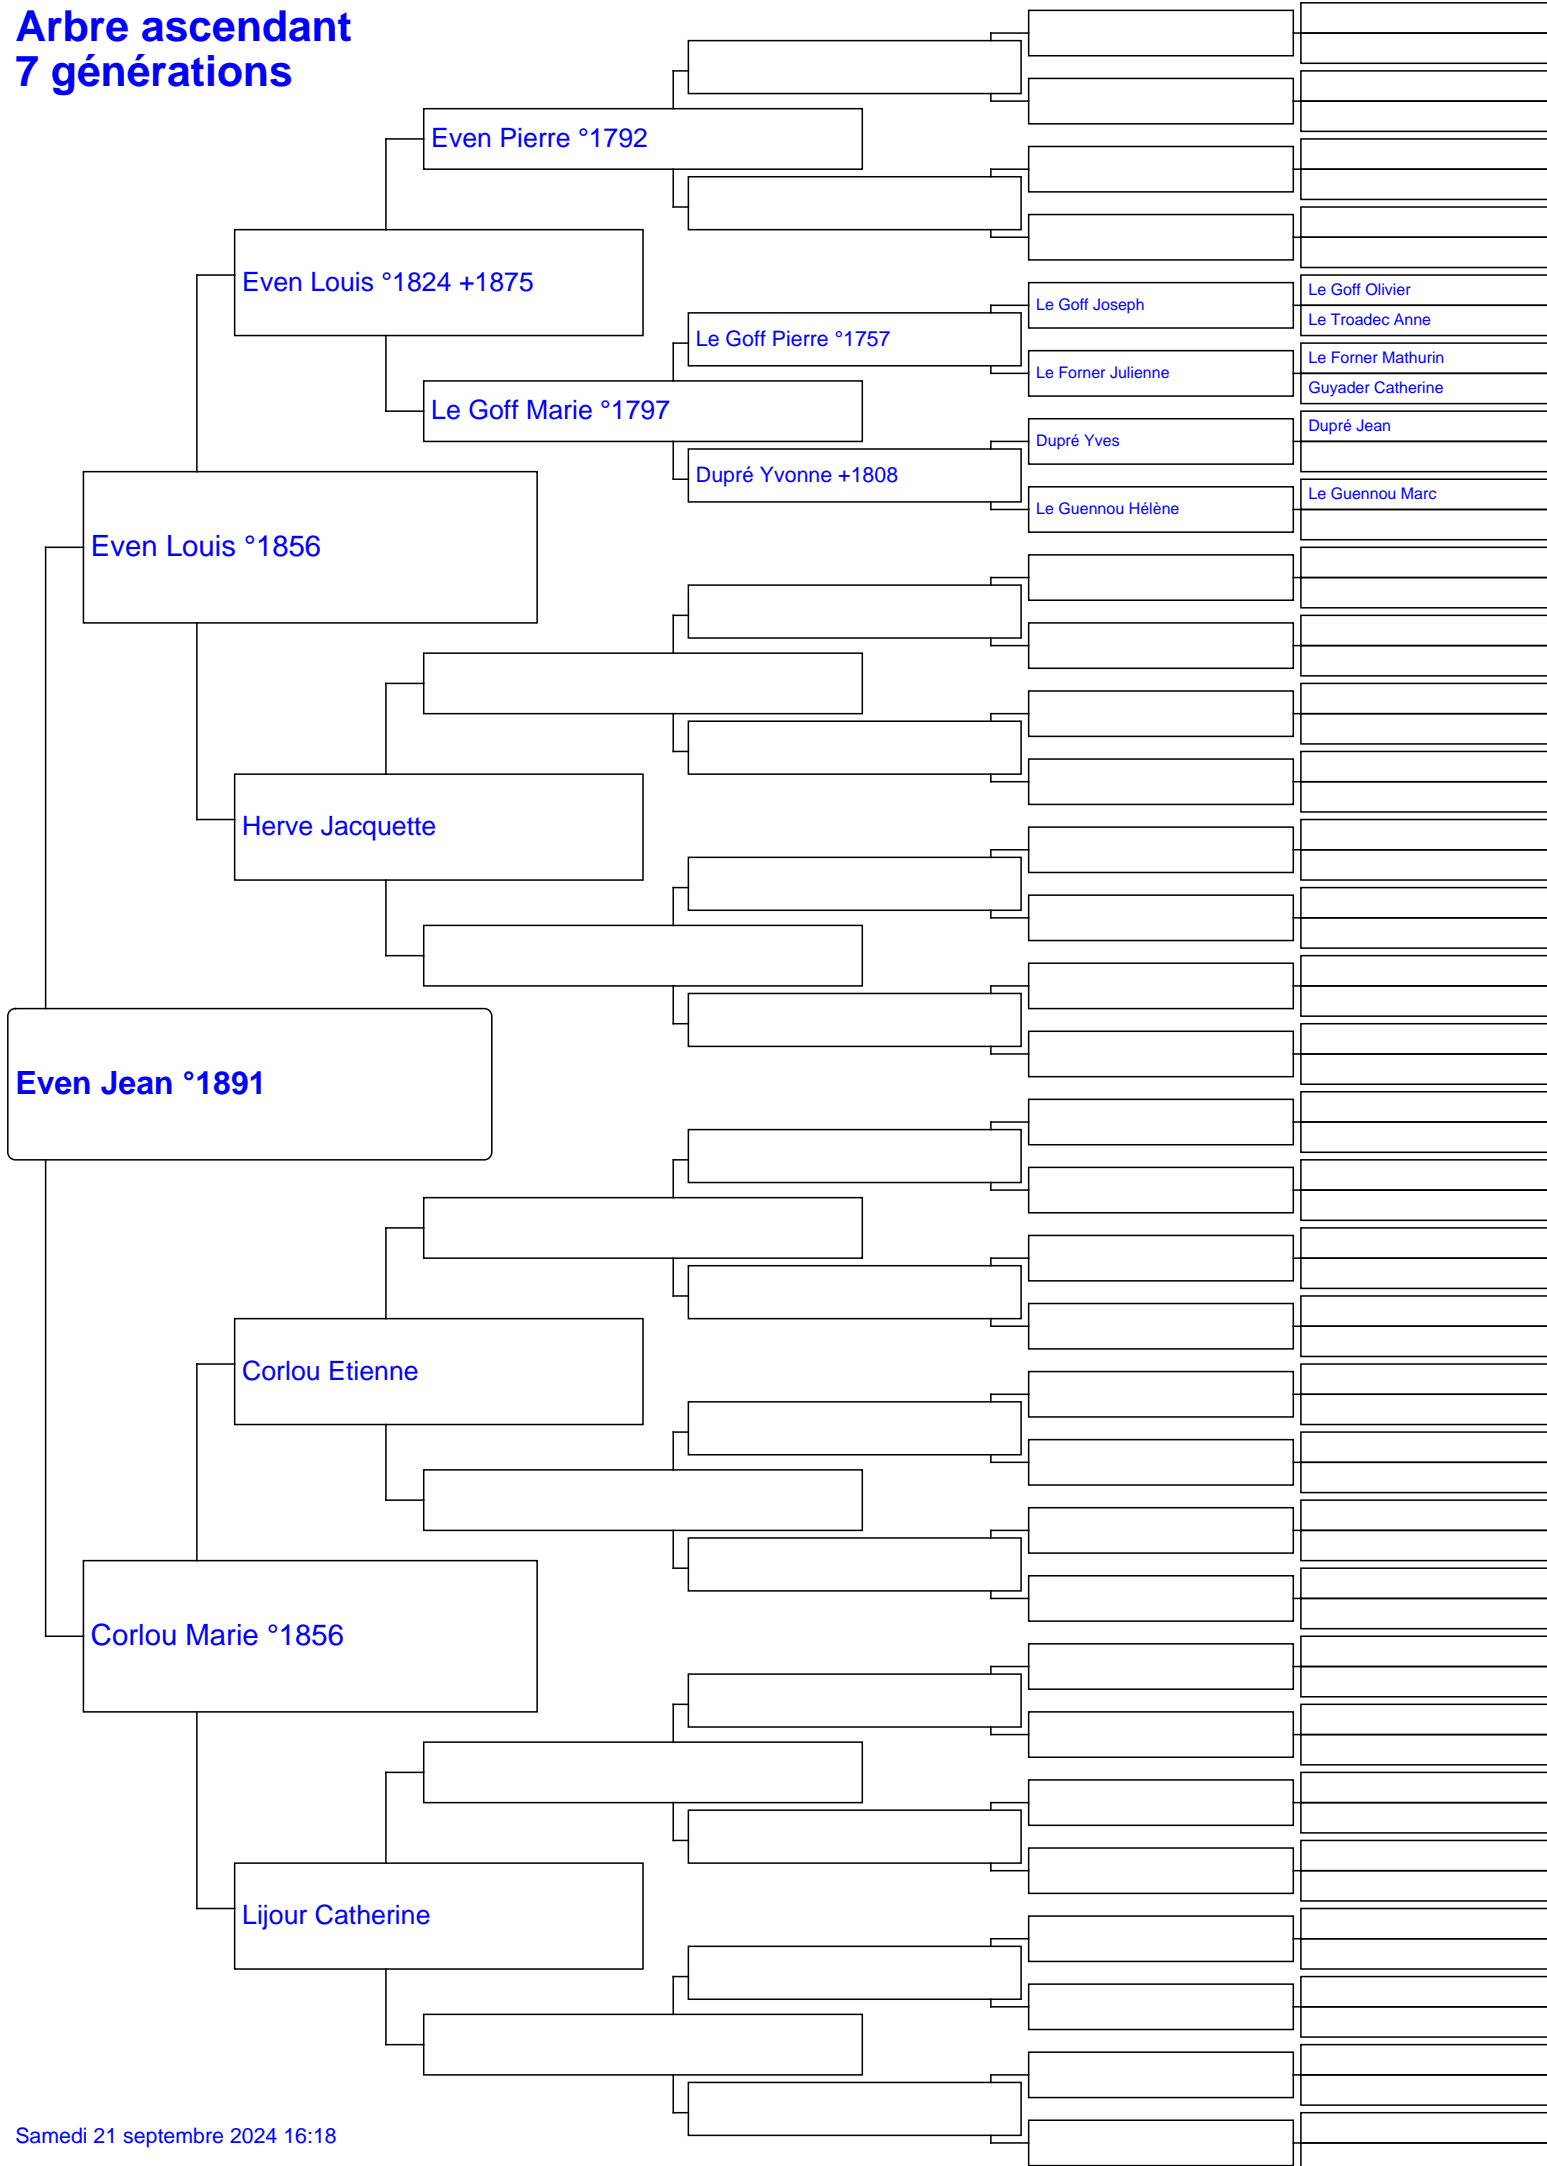 Arbre ascendant
7 générations
Even Pierre °1792
Even Louis °1824 +1875
Le Goff Olivier
Le Goff Joseph
Le Troadec Anne
Le Goff Pierre °1757
Le Forner Mathurin
Le Forner Julienne
Guyader Catherine
Le Goff Marie °1797
Dupré Jean
Dupré Yves
Dupré Yvonne +1808
Le Guennou Marc
Le Guennou Hélène
Even Louis °1856
Herve Jacquette
Even Jean °1891
Corlou Etienne
Corlou Marie °1856
Lijour Catherine
Samedi 21 septembre 2024 16:18